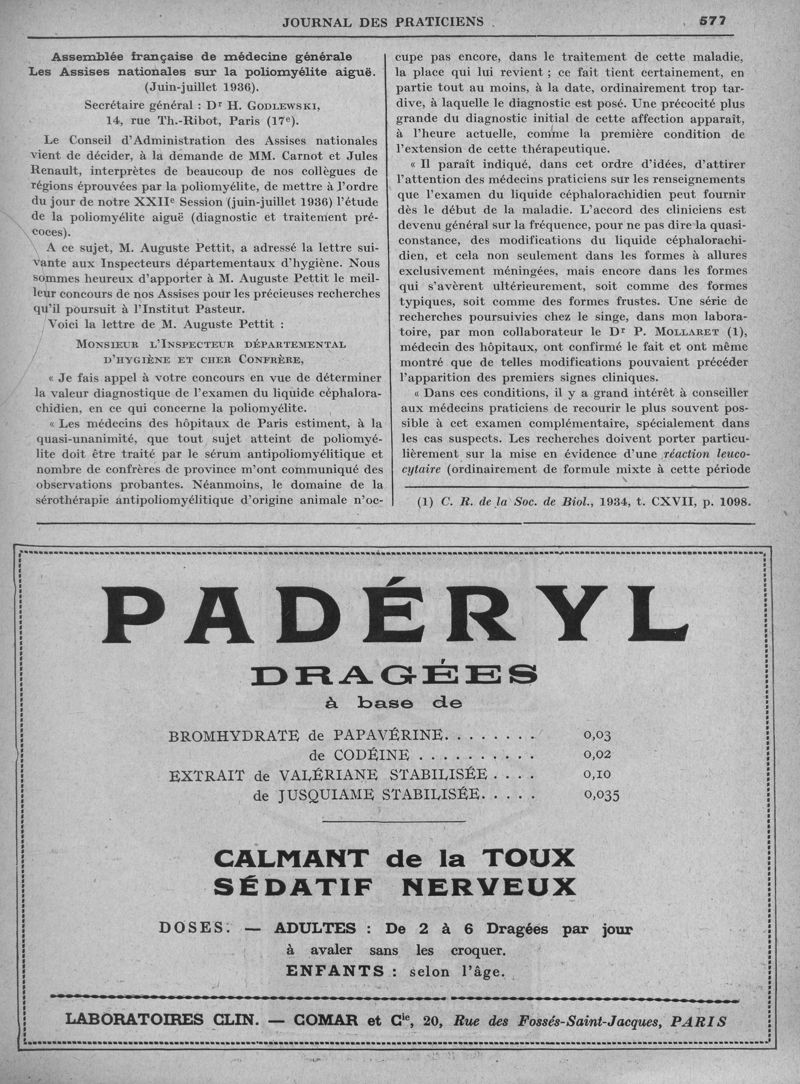 JOURNAL DES PRATICIENS
577
Assemblée française de médecine générale
Les Assises nationales sur la poliomyélite aiguë.
(Juin-juillet 1936).
Secrétaire général : Dr H. GODLEWSKI,
14, rue Th.-Ribot, Paris (17e).
Le Conseil d'Administration des Assises nationales
vient de décider, à la demande de MM. Carnot et Jules
Renault, interprètes de beaucoup de nos collègues de
régions éprouvées par la poliomyélite, de mettre à l'ordre
du jour de notre XXIIe Session (juin-juillet 1936) l'étude
de la poliomyélite aiguë (diagnostic et traitement pré-
coces).
A ce sujet, M. Auguste Pettit, a adressé la lettre sui-
vante aux Inspecteurs départementaux d'hygiène. Nous
sommes heureux d'apporter à M. Auguste Pettit le meil-
leur concours de nos Assises pour les précieuses recherches
qu'il poursuit à l'Institut Pasteur.
Voici la lettre de M. Auguste Pettit :
MONSIEUR L'INSPECTEUR DÉPARTEMENTAL
D'HYGIÈNE ET CHER CONFRÈRE,
« Je fais appel à votre concours en vue de déterminer
la valeur diagnostique de l'examen du liquide céphalora-
chidien, en ce qui concerne la poliomyélite.
« Les médecins des hôpitaux de Paris estiment, à la
quasi-unanimité, que tout sujet atteint de poliomyé-
lite doit être traité par le sérum antipoliomyélitique et
nombre de confrères de province m'ont communiqué des
observations probantes. Néanmoins, le domaine de la
sérothérapie antipoliomyélitique d'origine animale n'oc-
cupe pas encore, dans le traitement de cette maladie,
la place qui lui revient ; ce fait tient certainement, en
partie tout au moins, à la date, ordinairement trop tar-
dive, à laquelle le diagnostic est posé. Une précocité plus
grande du diagnostic initial de cette affection apparaît,
à l'heure actuelle, comme la première condition de
l'extension de cette thérapeutique.
« Il paraît indiqué, dans cet ordre d'idées, d'attirer
l'attention des médecins praticiens sur les renseignements
que l'examen du liquide céphalorachidien peut fournir
dès le début de la maladie. L'accord des cliniciens est
devenu général sur la fréquence, pour ne pas dire la quasi-
constance, des modifications du liquide céphalorachi-
dien, et cela non seulement dans les formes à allures
exclusivement méningées, mais encore dans les formes
qui s'avèrent ultérieurement, soit comme des formes
typiques, soit comme des formes frustes. Une série de
recherches poursuivies chez le singe, dans mon labora-
toire, par mon collaborateur le Dr P. MOLLARET (1),
médecin des hôpitaux, ont confirmé le fait et ont même
montré que de telles modifications pouvaient précéder
l'apparition des premiers signes cliniques.
« Dans ces conditions, il y a grand intérêt à conseiller
aux médecins praticiens de recourir le plus souvent pos-
sible à cet examen complémentaire, spécialement dans
les cas suspects. Les recherches doivent porter particu-
lièrement sur la mise en évidence d'une réaction leuco-
cytaire (ordinairement de formule mixte à cette période
(1) C. R. de la Soc. de Biol., 1934, t. CXVII, p. 1098.
PADÉRYL
DRAGÉES
à base de
BROMHYDRATE de PAPAVÉRINE. . . . . . . . 0,03
de CODÉINE . . . . . . . . . . 0,02
EXTRAIT de VALÉRIANE STABILISÉE . . . . 0,10
de JUSQUIAME STABILISÉE. . . . . 0,035
CALMANT de la TOUX
SÉDATIF NERVEUX
DOSES. — ADULTES : De 2 à 6 Dragées par jour
à avaler sans les croquer.
ENFANTS : selon l'âge.
LABORATOIRES CLIN. — COMAR et Cie, 20, Rue des Fossés-Saint-Jacques, PARIS